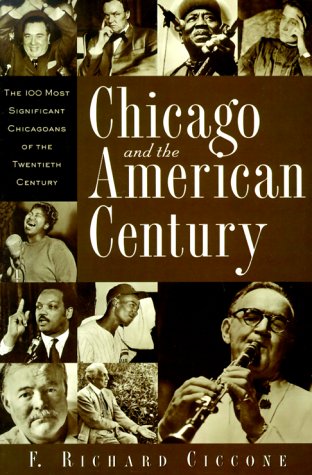 The 100 Most
Significant
Chicagoans
of the
Twentieth
Century
Chicago
and the
American
Century
F. Richard Ciccone